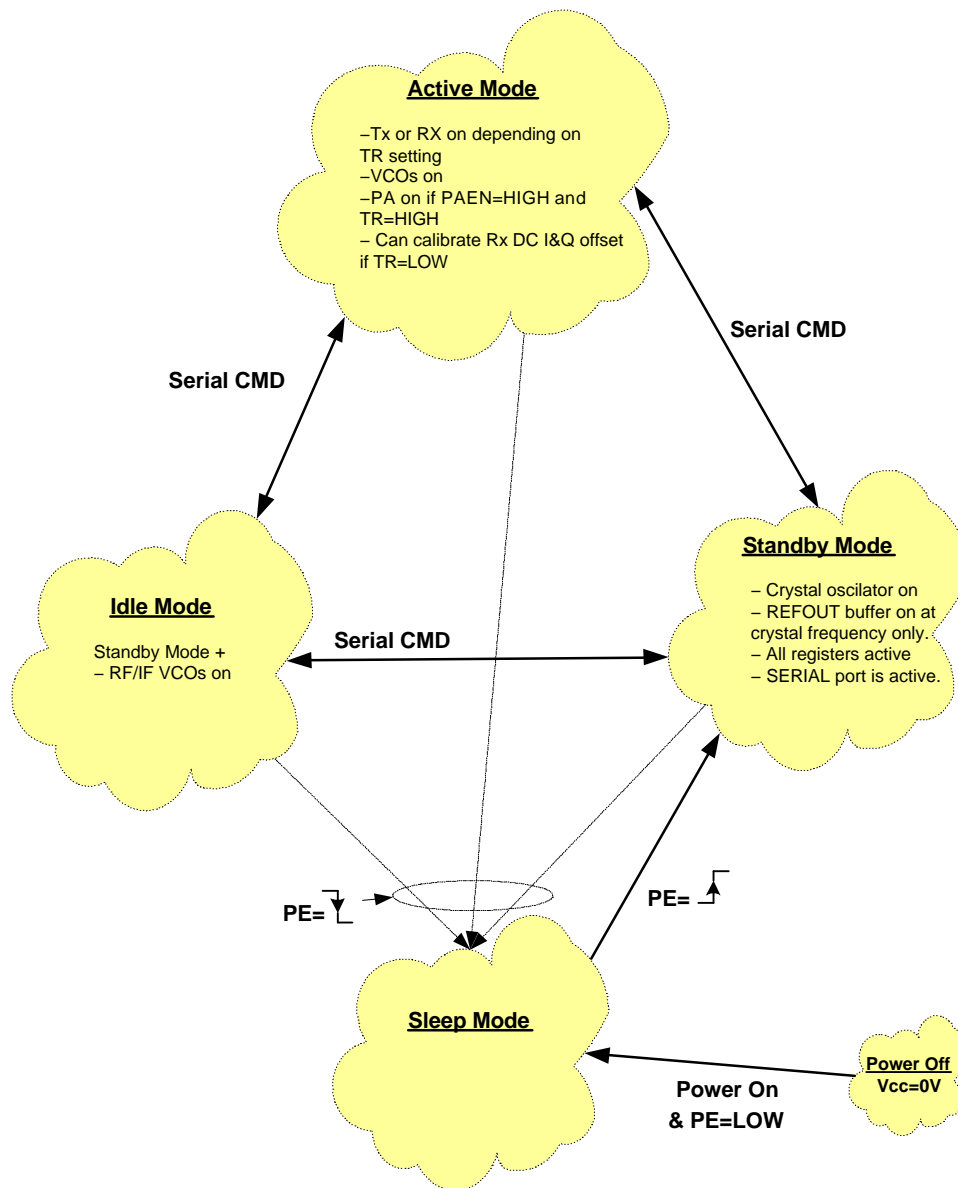 Active Mode
–Tx or RX on depending on
TR setting
–VCOs on
–PA on if PAEN=HIGH and
TR=HIGH
– Can calibrate Rx DC I&Q offset
if TR=LOW
Serial CMD
Serial CMD
Standby Mode
– Crystal oscilator on
– REFOUT buffer on at
crystal frequency only.
– All registers active
– SERIAL port is active.
Idle Mode
Standby Mode +
– RF/IF VCOs on
Serial CMD
PE=
PE=
Sleep Mode
Power On
& PE=LOW
Power Off
Vcc=0V